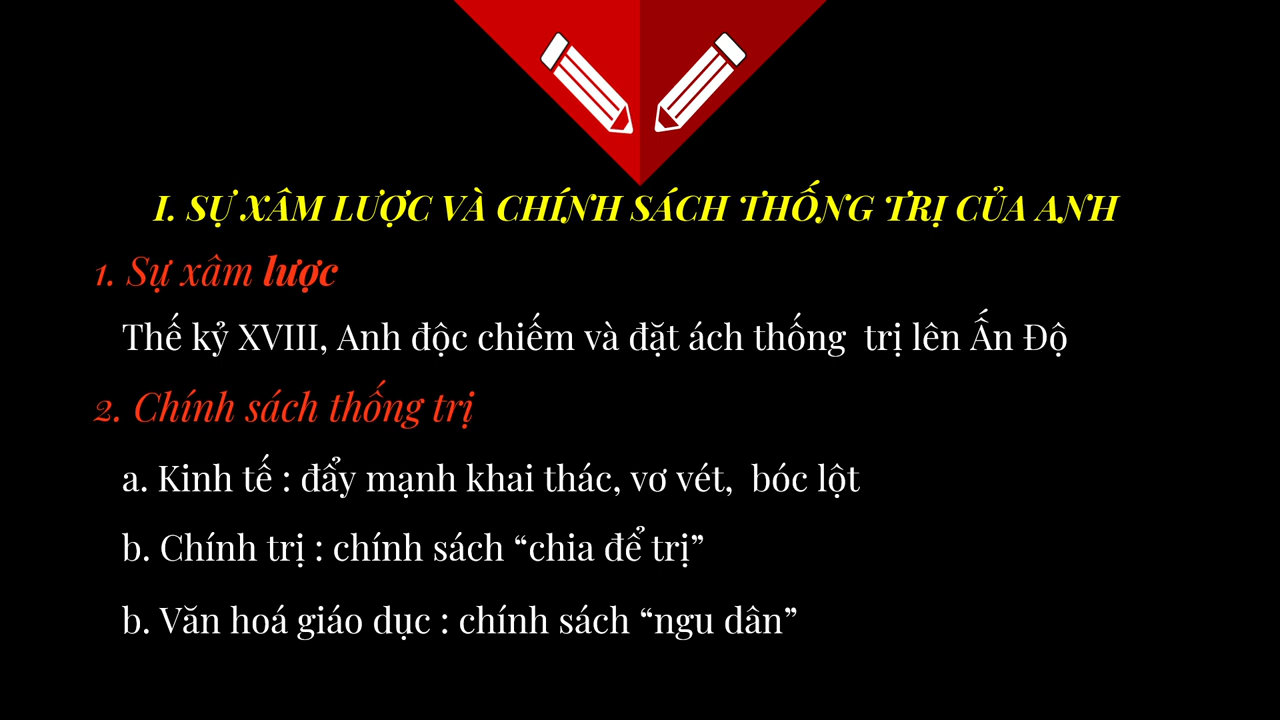 I. SỰ XÂM LƯỢC VÀ CHÍNH SÁCH THỐNG TRỊ CỦA ANH
1. Sự xâm lược
Thế kỷ XVIII, Anh độc chiếm và đặt ách thống trị lên Ấn Độ
2. Chính sách thống trị
a. Kinh tế : đẩy mạnh khai thác, vơ vét, bóc lột
b. Chính trị : chính sách “chia để trị”
b. Văn hoá giáo dục : chính sách “ngu dân”